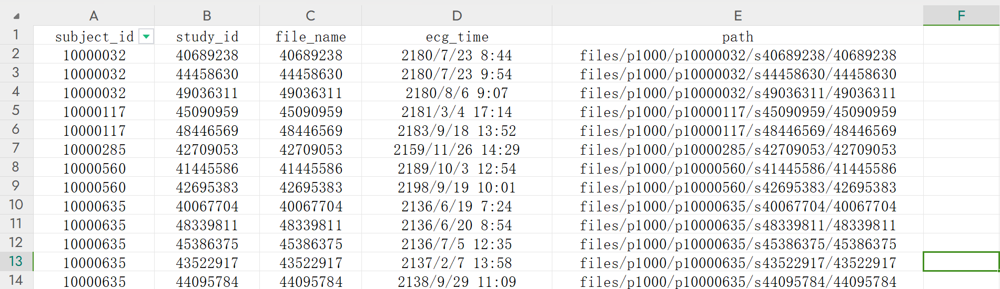 A B C D E F
1 subject_id study_id file_name ecg_time path
2 10000032 40689238 40689238 2180/7/23 8:44 files/p1000/p10000032/s40689238/40689238
3 10000032 44458630 44458630 2180/7/23 9:54 files/p1000/p10000032/s44458630/44458630
4 10000032 49036311 49036311 2180/8/6 9:07 files/p1000/p10000032/s49036311/49036311
5 10000117 45090959 45090959 2181/3/4 17:14 files/p1000/p10000117/s45090959/45090959
6 10000117 48446569 48446569 2183/9/18 13:52 files/p1000/p10000117/s48446569/48446569
7 10000285 42709053 42709053 2159/11/26 14:29 files/p1000/p10000285/s42709053/42709053
8 10000560 41445586 41445586 2189/10/3 12:54 files/p1000/p10000560/s41445586/41445586
9 10000560 42695383 42695383 2198/9/19 10:01 files/p1000/p10000560/s42695383/42695383
10 10000635 40067704 40067704 2136/6/19 7:24 files/p1000/p10000635/s40067704/40067704
11 10000635 48339811 48339811 2136/6/20 8:54 files/p1000/p10000635/s48339811/48339811
12 10000635 45386375 45386375 2136/7/5 12:35 files/p1000/p10000635/s45386375/45386375
13 10000635 43522917 43522917 2137/2/7 13:58 files/p1000/p10000635/s43522917/43522917
14 10000635 44095784 44095784 2138/9/29 11:09 files/p1000/p10000635/s44095784/44095784